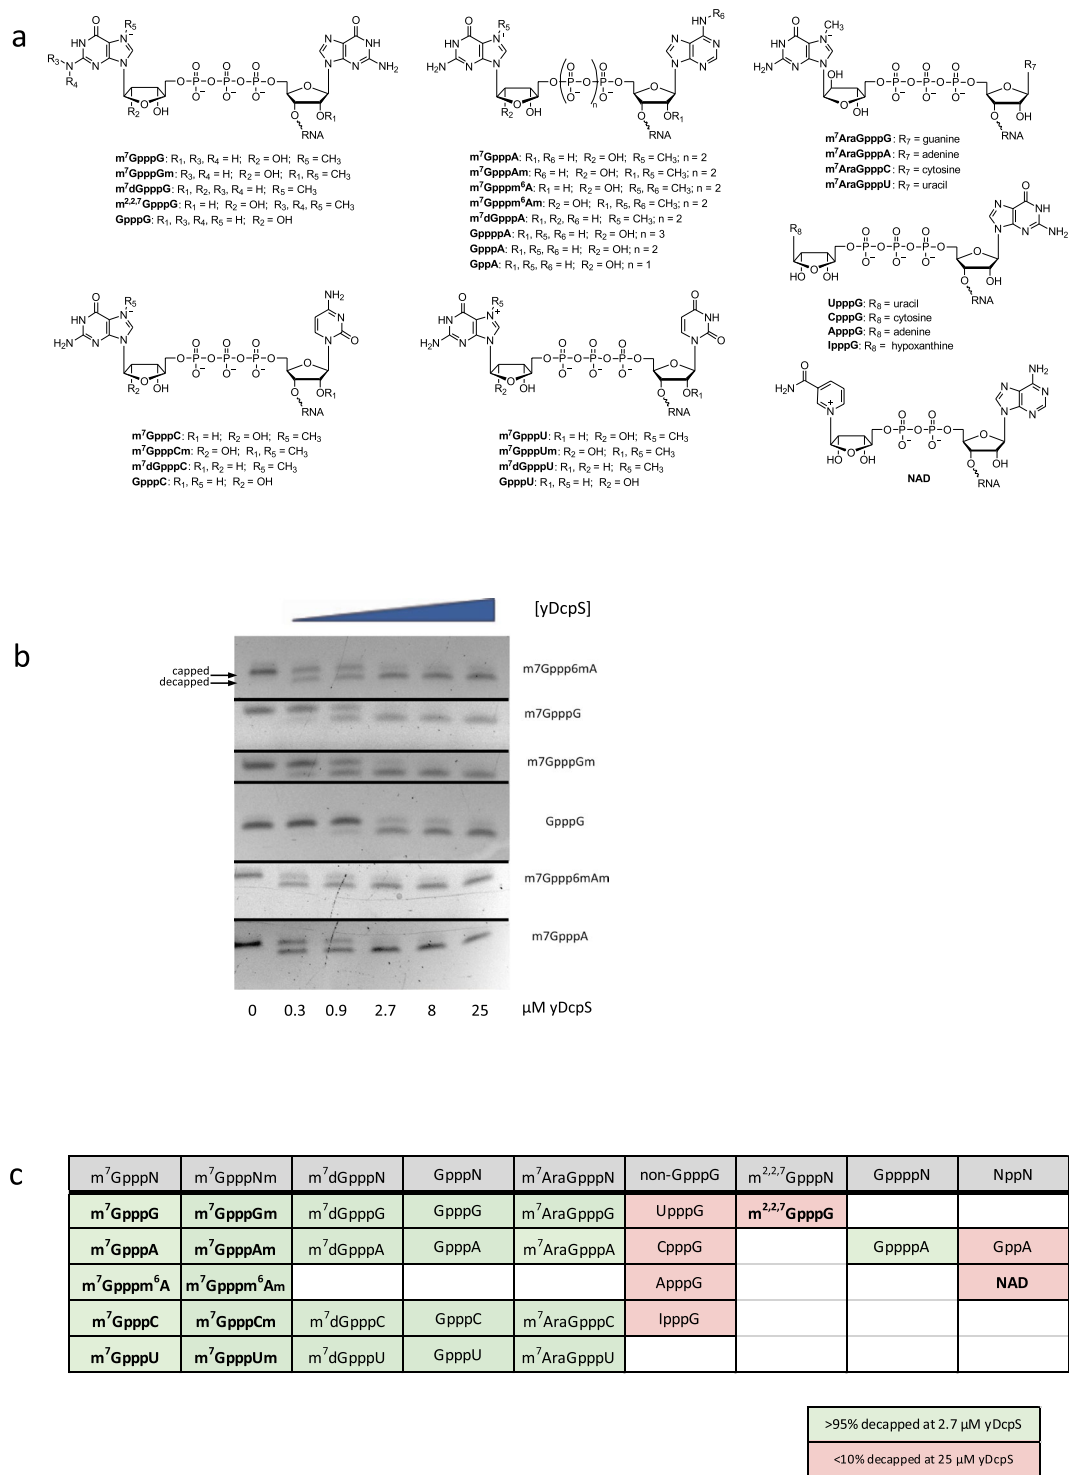 a
m7GpppG: R1, R3, R4 = H; R2 = OH; R5 = CH3
m7GpppGm: R3, R4 = H; R2 = OH; R1, R5 = CH3
m7dGpppG: R1, R2, R3, R4 = H; R5 = CH3
m2,2,7GpppG: R1 = H; R2 = OH; R3, R4, R5 = CH3
GpppG: R1, R3, R4, R5 = H; R2 = OH
m7GpppA: R1, R6 = H; R2 = OH; R5 = CH3; n = 2
m7GpppAm: R6 = H; R2 = OH; R1, R5 = CH3; n = 2
m7Gpppm6A: R1 = H; R2 = OH; R5, R6 = CH3; n = 2
m7Gpppm6Am: R2 = OH; R1, R5, R6 = CH3; n = 2
m7dGpppA: R1, R2, R6 = H; R5 = CH3; n = 2
GppppA: R1, R5, R6 = H; R2 = OH; n = 3
GpppA: R1, R5, R6 = H; R2 = OH; n = 2
GppA: R1, R5, R6 = H; R2 = OH; n = 1
m7AraGpppG: R7 = guanine
m7AraGpppA: R7 = adenine
m7AraGpppC: R7 = cytosine
m7AraGpppU: R7 = uracil
UpppG: R8 = uracil
CpppG: R8 = cytosine
ApppG: R8 = adenine
IpppG: R8 = hypoxanthine
m7GpppC: R1 = H; R2 = OH; R5 = CH3
m7GpppCm: R2 = OH; R1, R5 = CH3
m7dGpppC: R1, R2 = H; R5 = CH3
GpppC: R1, R5 = H; R2 = OH
m7GpppU: R1 = H; R2 = OH; R5 = CH3
m7GpppUm: R2 = OH; R1, R5 = CH3
m7dGpppU: R1, R2 = H; R5 = CH3
GpppU: R1, R5 = H; R2 = OH
NAD
b
[yDcpS]
capped
decapped
m7Gppp6mA
m7GpppG
m7GpppGm
GpppG
m7Gppp6mAm
m7GpppA
0 0.3 0.9 2.7 8 25 µM yDcpS
c
m7GpppN m7GpppNm m7dGpppN GpppN m7AraGpppN non-GpppG m2,2,7GpppN GppppN NppN
m7GpppG m7GpppGm m7dGpppG GpppG m7AraGpppG UpppG m2,2,7GpppG
m7GpppA m7GpppAm m7dGpppA GpppA m7AraGpppA CpppG GppppA GppA
m7Gpppm6A m7Gpppm6Am ApppG NAD
m7GpppC m7GpppCm m7dGpppC GpppC m7AraGpppC IpppG
m7GpppU m7GpppUm m7dGpppU GpppU m7AraGpppU
>95% decapped at 2.7 µM yDcpS
<10% decapped at 25 µM yDcpS